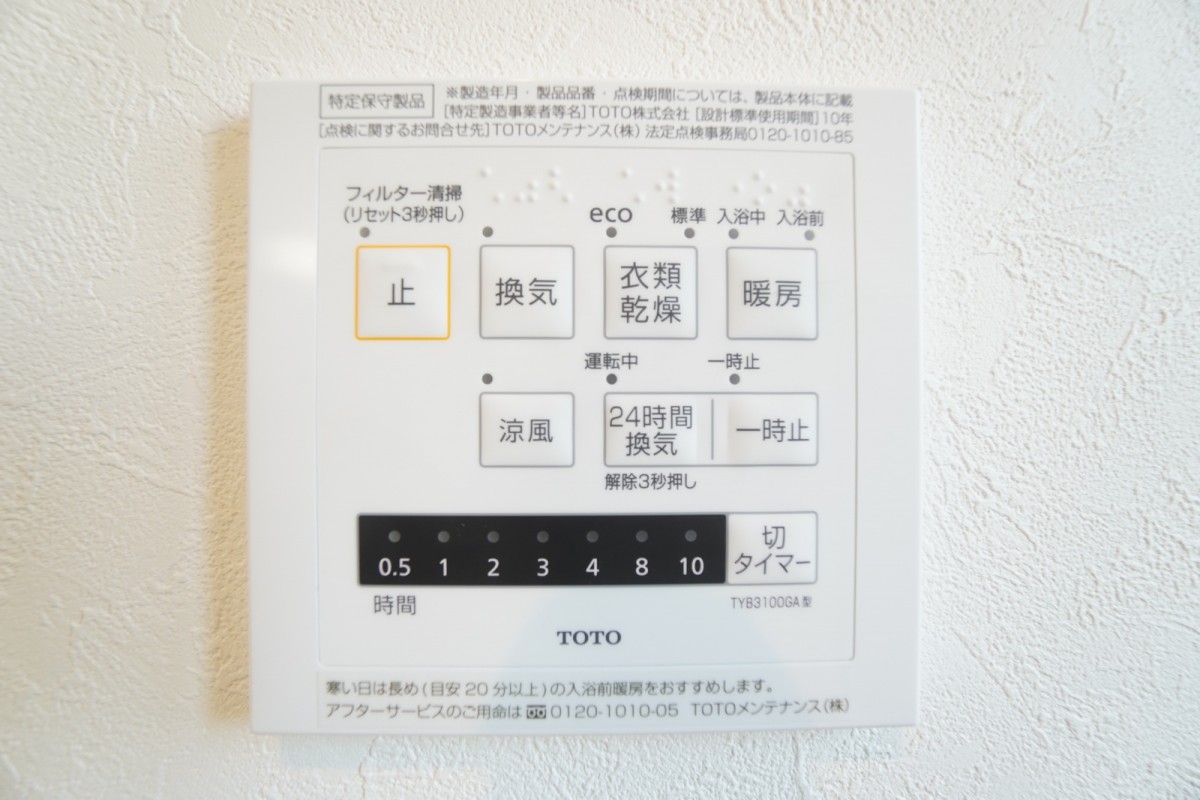 特定保守製品
※製造年月・製品品番・点検期間については、製品本体に記載
[特定製造事業者等名]TOTO株式会社 [設計標準使用期間]10年
[点検に関するお問合せ先]TOTOメンテナンス(株) 法定点検事務局0120-1010-85
フィルター清掃
(リセット3秒押し)
eco 標準 入浴中 入浴前
止 換気 衣類乾燥 暖房
運転中 一時止
涼風 24時間換気 一時止
解除3秒押し
0.5 1 2 3 4 8 10
切タイマー
時間
TYB3100GA型
TOTO
寒い日は長め(目安20分以上)の入浴前暖房をおすすめします。
アフターサービスのご用命は 0120-1010-05 TOTOメンテナンス(株)